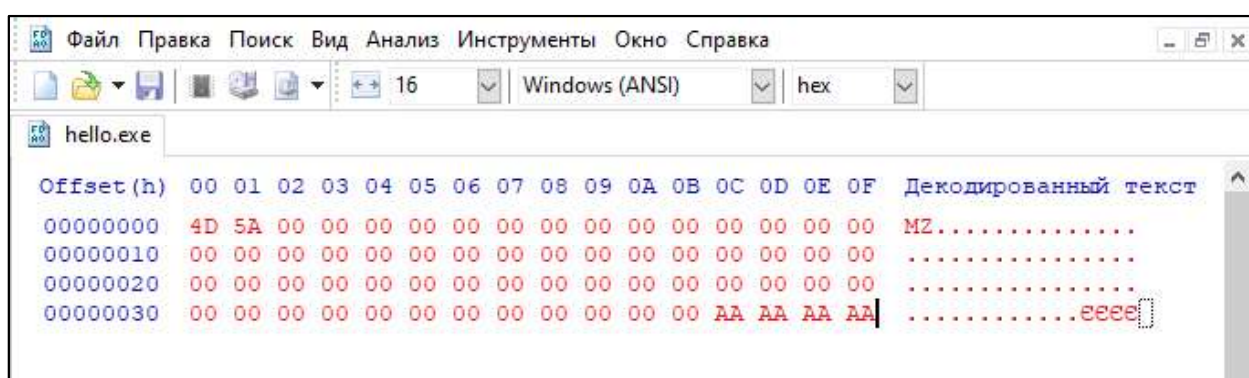 Файл Правка Поиск Вид Анализ Инструменты Окно Справка
16 Windows (ANSI) hex
hello.exe
Offset(h) 00 01 02 03 04 05 06 07 08 09 0A 0B 0C 0D 0E 0F Декодированный текст
00000000 4D 5A 00 00 00 00 00 00 00 00 00 00 00 00 00 00 MZ..............
00000010 00 00 00 00 00 00 00 00 00 00 00 00 00 00 00 00 ................
00000020 00 00 00 00 00 00 00 00 00 00 00 00 00 00 00 00 ................
00000030 00 00 00 00 00 00 00 00 00 00 00 00 AA AA AA AA ............ЄЄЄЄ